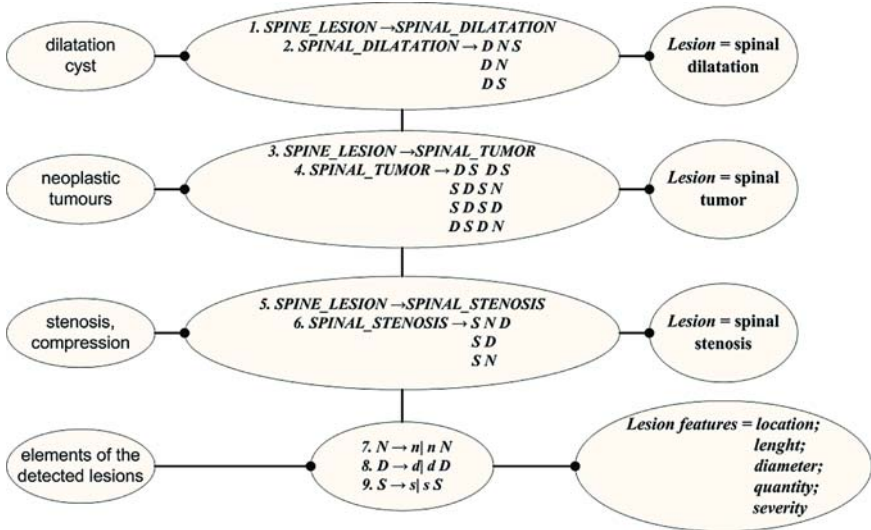 dilatation
cyst
1. SPINE_LESION →SPINAL_DILATATION
2. SPINAL_DILATATION → D N S
D N
D S
Lesion = spinal
dilatation
neoplastic
tumours
3. SPINE_LESION →SPINAL_TUMOR
4. SPINAL_TUMOR → D S D S
S D S N
S D S D
D S D N
Lesion = spinal
tumor
stenosis,
compression
5. SPINE_LESION →SPINAL_STENOSIS
6. SPINAL_STENOSIS → S N D
S D
S N
Lesion = spinal
stenosis
elements of the
detected lesions
7. N → n| n N
8. D → d| d D
9. S → s| s S
Lesion features = location;
lenght;
diameter;
quantity;
severity